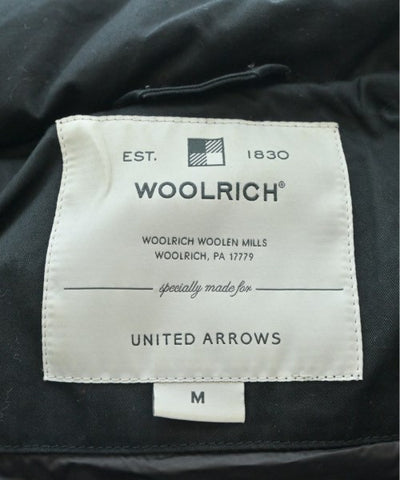 EST. 1830
WOOLRICH®
WOOLRICH WOOLEN MILLS
WOOLRICH, PA 17779
specially made for
UNITED ARROWS
M